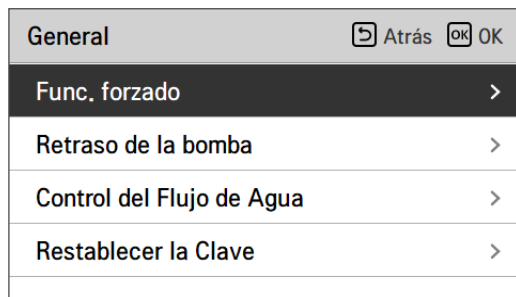 General Atrás OK OK
Func. forzado
Retraso de la bomba
Control del Flujo de Agua
Restablecer la Clave